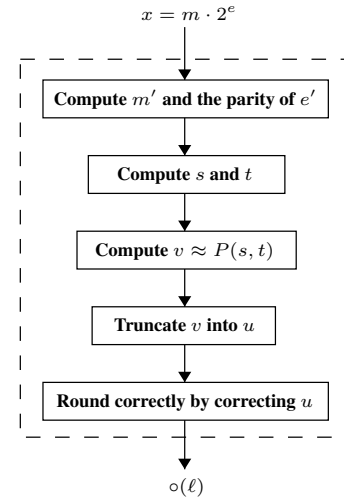 x = m · 2^e
Compute m′ and the parity of e′
Compute s and t
Compute v ≈ P(s, t)
Truncate v into u
Round correctly by correcting u
∘(ℓ)